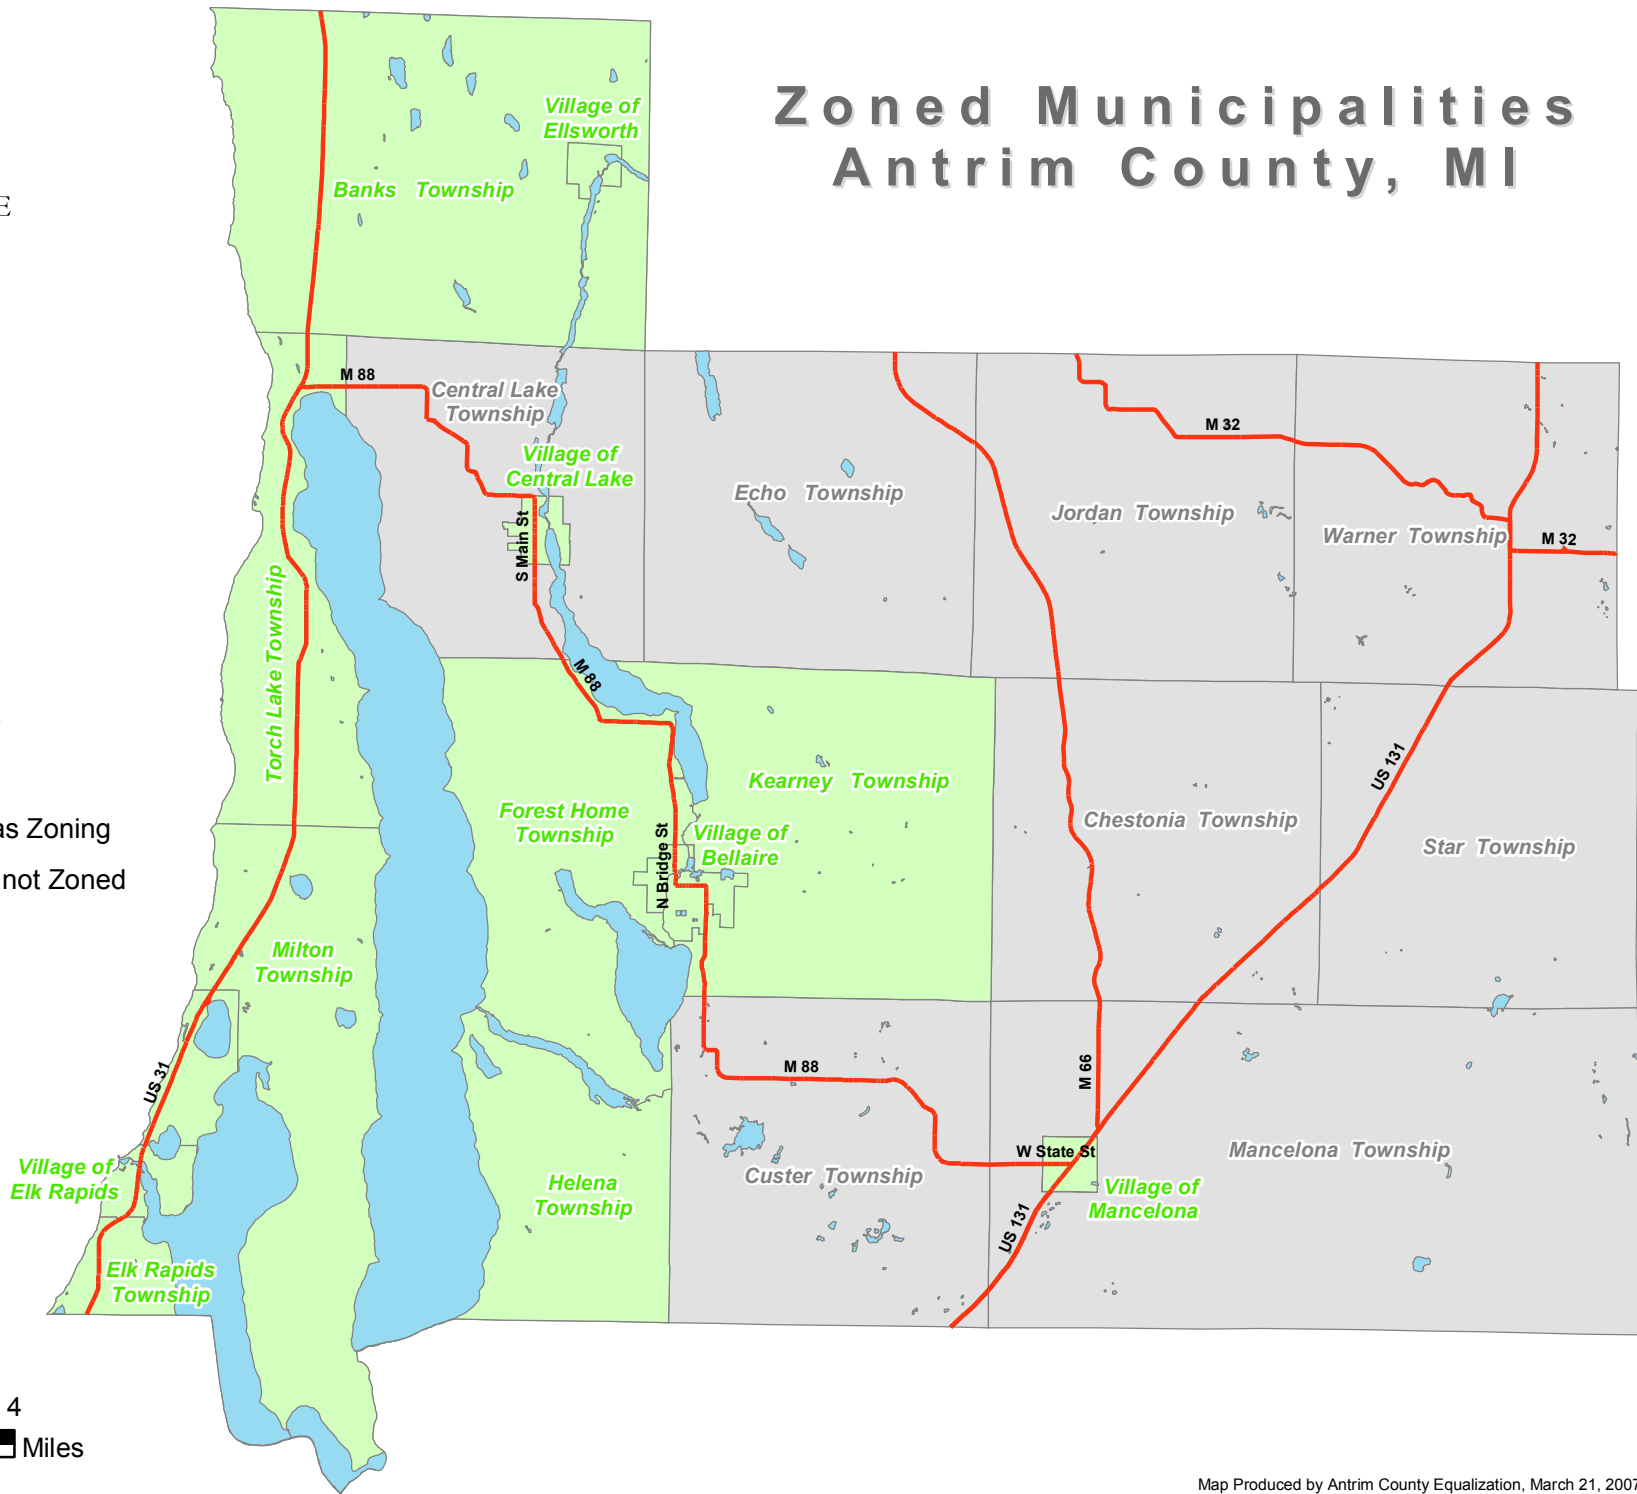 Zoned Municipalities
Antrim County, MI
E
Village of
Ellsworth
Banks Township
M 88
Central Lake
Township
Village of
Central Lake
S Main St
Echo Township
M 32
Jordan Township
Warner Township
M 32
Torch Lake Township
M 88
Kearney Township
Forest Home
Township
N Bridge St
Village of
Bellaire
US 131
Chestonia Township
Star Township
as Zoning
not Zoned
Milton
Township
US 31
M 88
M 66
W State St
Mancelona Township
Village of
Elk Rapids
Helena
Township
Custer Township
Village of
Mancelona
US 131
Elk Rapids
Township
4
Miles
Map Produced by Antrim County Equalization, March 21, 2007